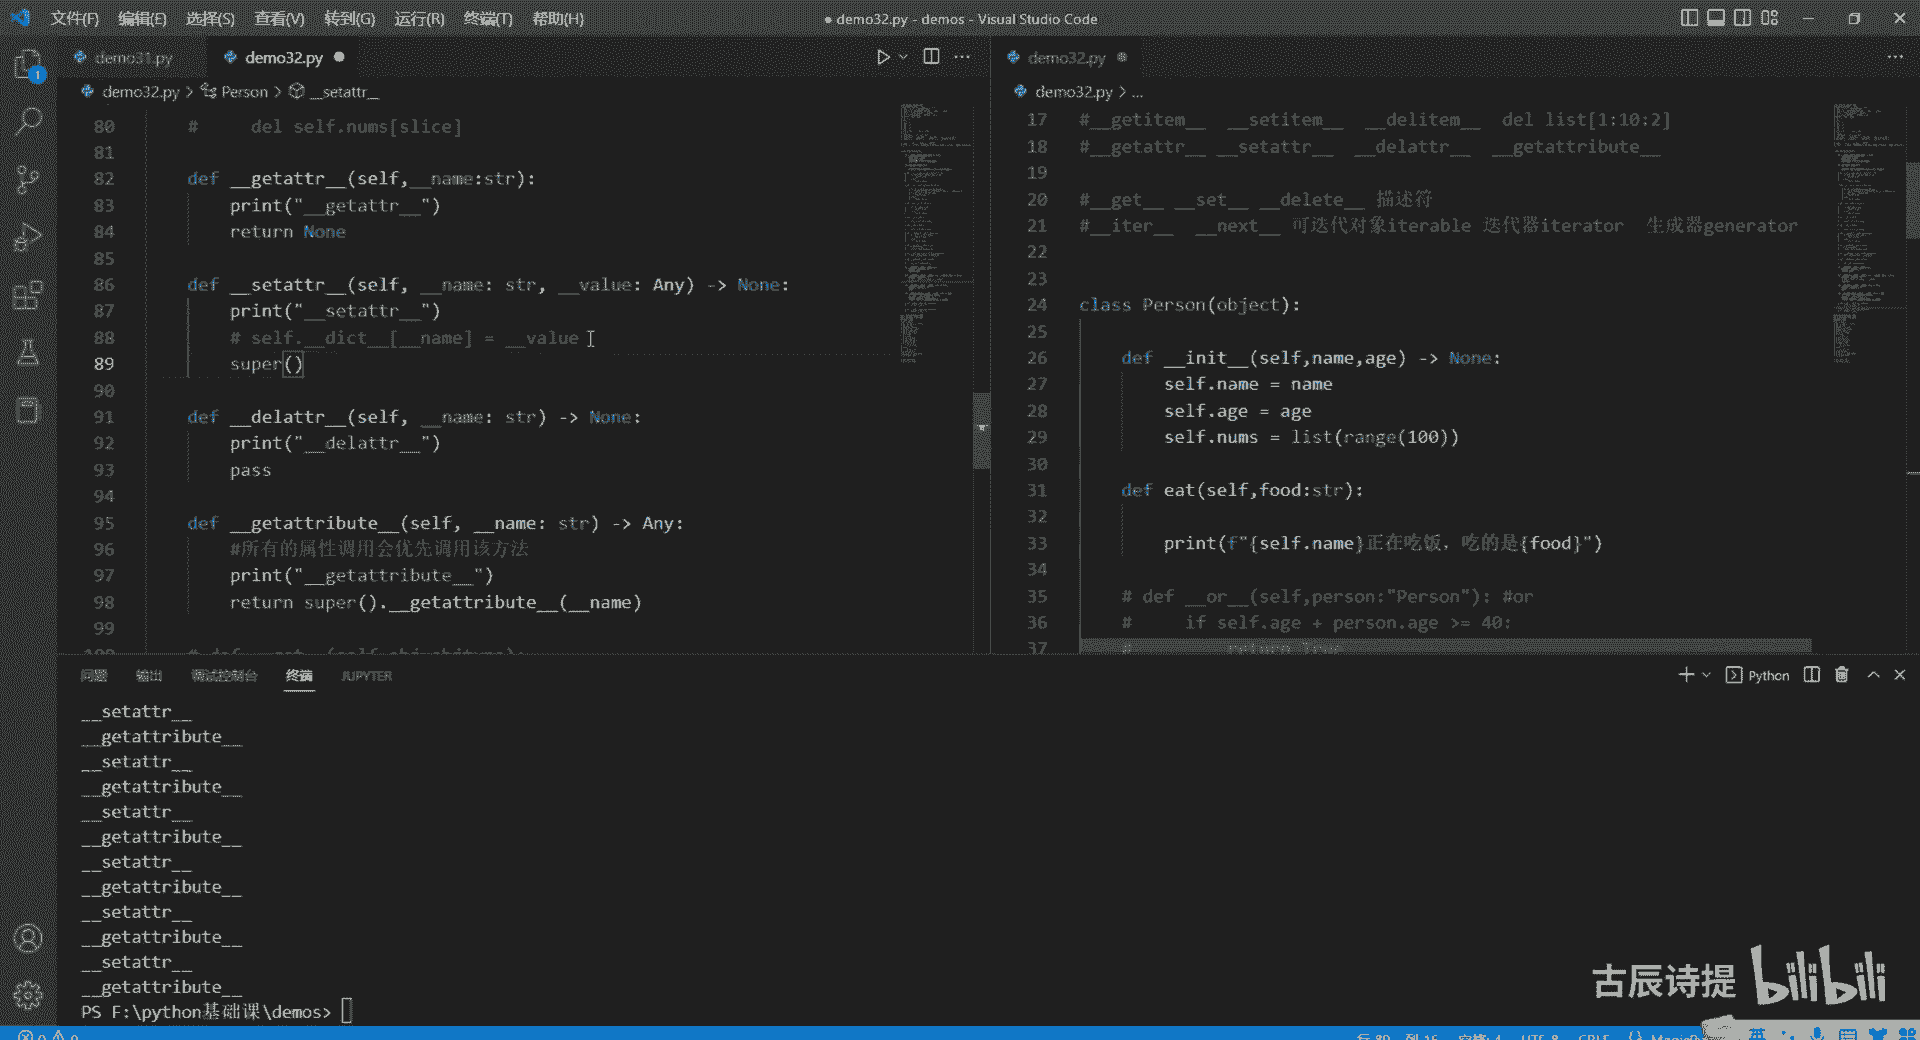 文件(F) 编辑(E) 选择(S) 查看(V) 转到(G) 运行(R) 终端(T) 帮助(H) ● demo32.py - demos - Visual Studio Code
demo31.py demo32.py ●
demo32.py > Person > __setattr__
80 #     del self.nums[slice]
81
82 def __getattr__(self,__name:str):
83 print("__getattr__")
84 return None
85
86 def __setattr__(self, __name: str, __value: Any) -> None:
87 print("__setattr__")
88 # self.__dict__[__name] = __value
89 super()
90
91 def __delattr__(self, __name: str) -> None:
92 print("__delattr__")
93 pass
94
95 def __getattribute__(self, __name: str) -> Any:
96 #所有的属性调用会优先调用该方法
97 print("__getattribute__")
98 return super().__getattribute__(__name)
99
demo32.py ●
demo32.py > ...
17 #__getitem__  __setitem__  __delitem__  del list[1:10:2]
18 #__getattr__ __setattr__  __delattr__  __getattribute__
19
20 #__get__ __set__ __delete__ 描述符
21 #__iter__  __next__ 可迭代对象iterable 迭代器iterator  生成器generator
22
23
24 class Person(object):
25
26 def __init__(self,name,age) -> None:
27 self.name = name
28 self.age = age
29 self.nums = list(range(100))
30
31 def eat(self,food:str):
32
33 print(f"{self.name}正在吃饭，吃的是{food}")
34
35 # def __or__(self,person:"Person"): #or
36 #     if self.age + person.age >= 40:
37 #         return True
问题 输出 调试控制台 终端 JUPYTER
Python
__setattr__
__getattribute__
__setattr__
__getattribute__
__setattr__
__getattribute__
__setattr__
__getattribute__
__setattr__
__getattribute__
__setattr__
__getattribute__
PS F:\python基础课\demos>
古辰诗提 bilibili